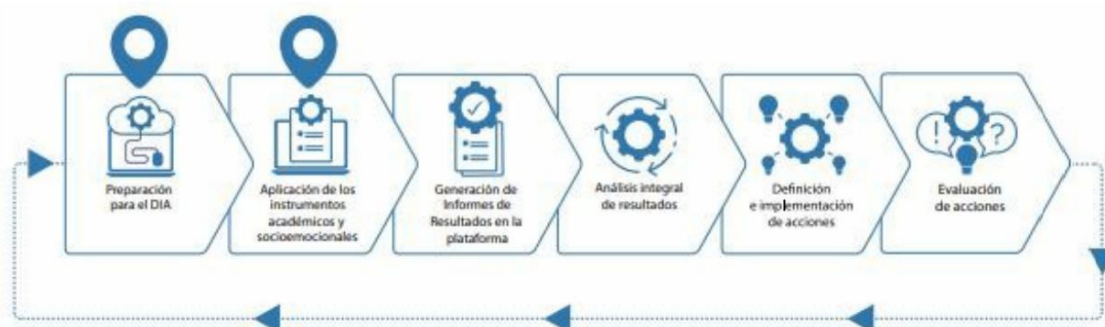 Preparación
para el DIA
Aplicación de los
instrumentos
académicos y
socioemocionales
Generación de
Informes de
Resultados en la
plataforma
Análisis integral
de resultados
Definición
e implementación
de acciones
!
?
Evaluación
de acciones